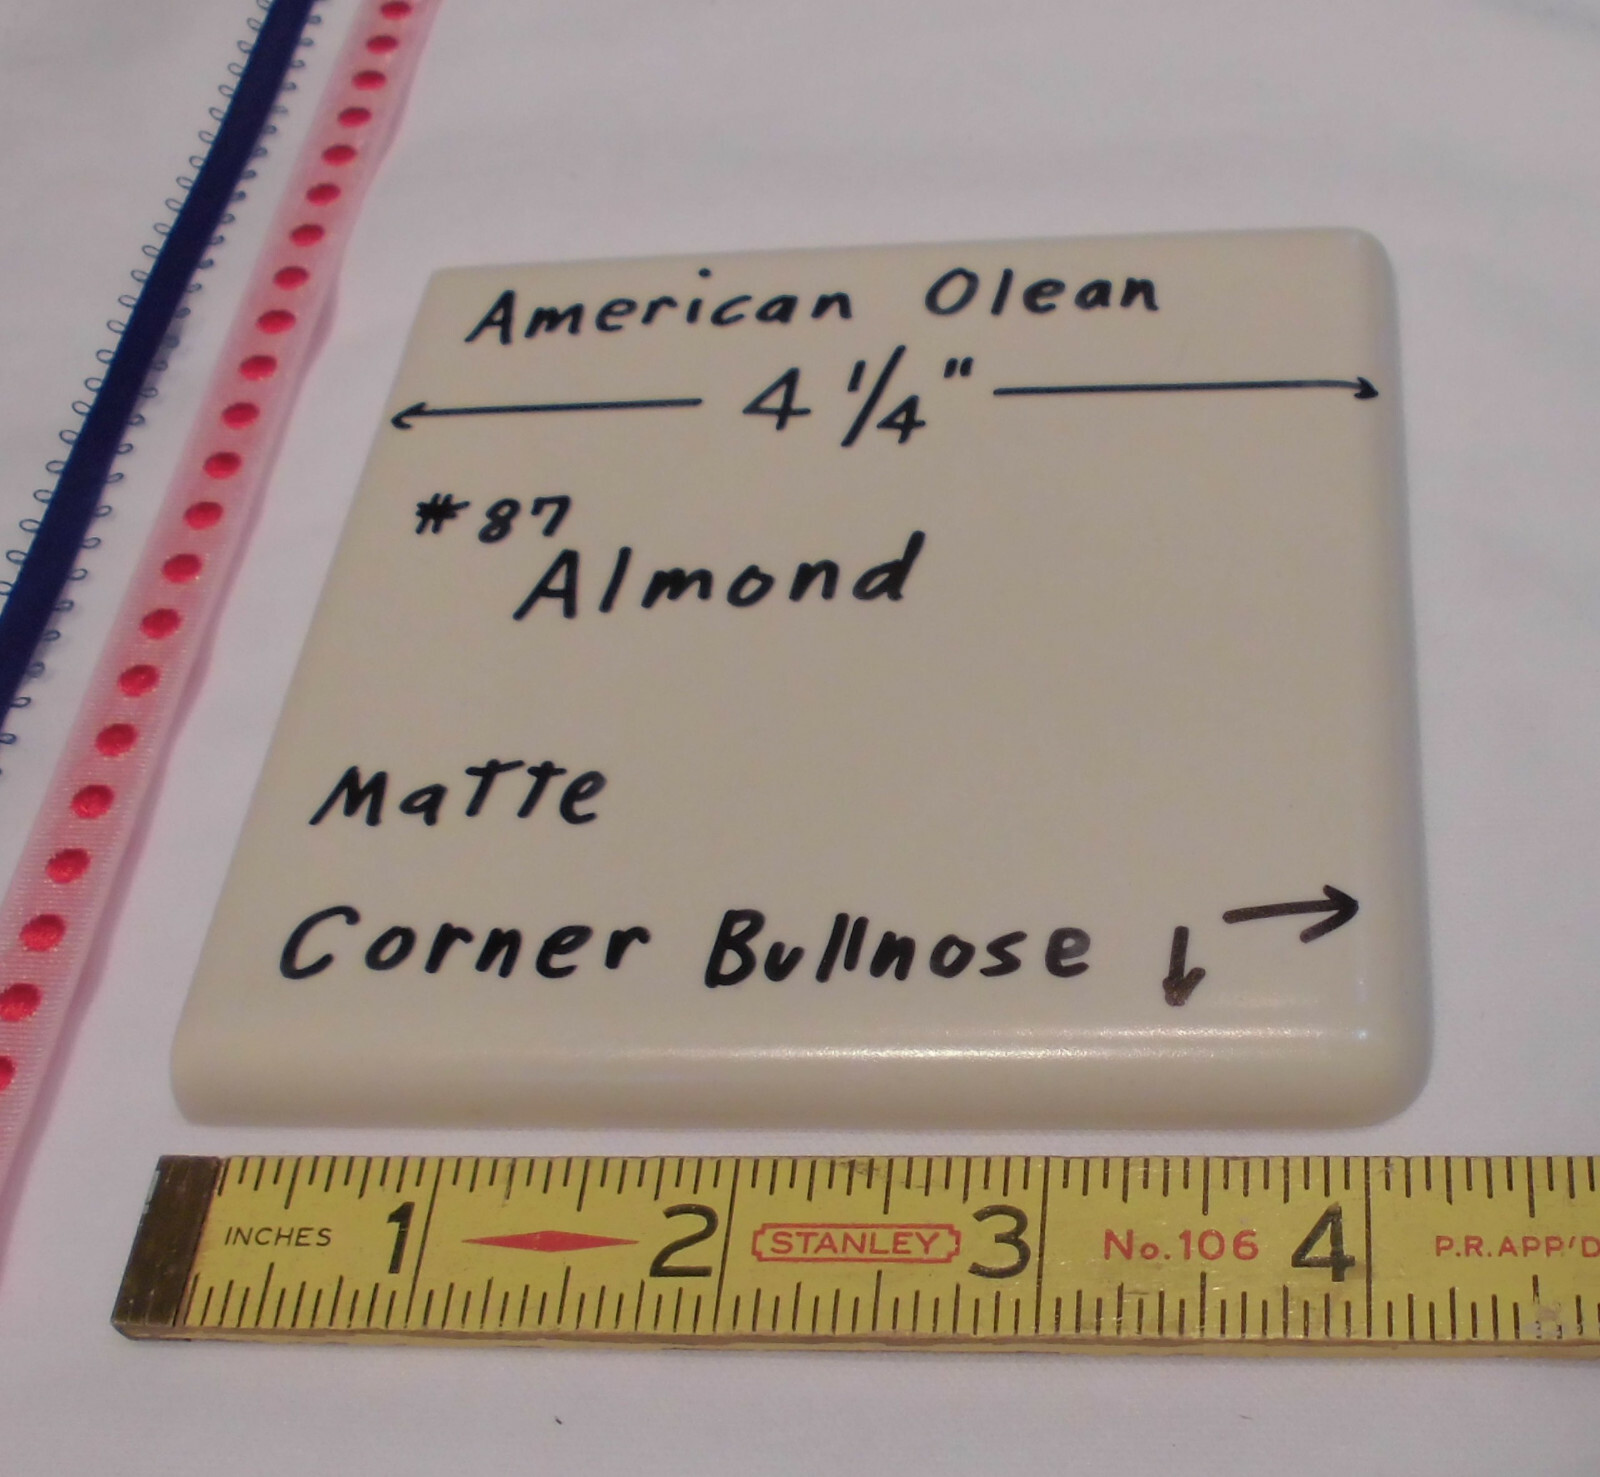 American Olean
4 1/4"
#87
Almond
Matte
Corner Bullnose
INCHES 1 2 STANLEY 3 No.106 4 P.R.APP'D